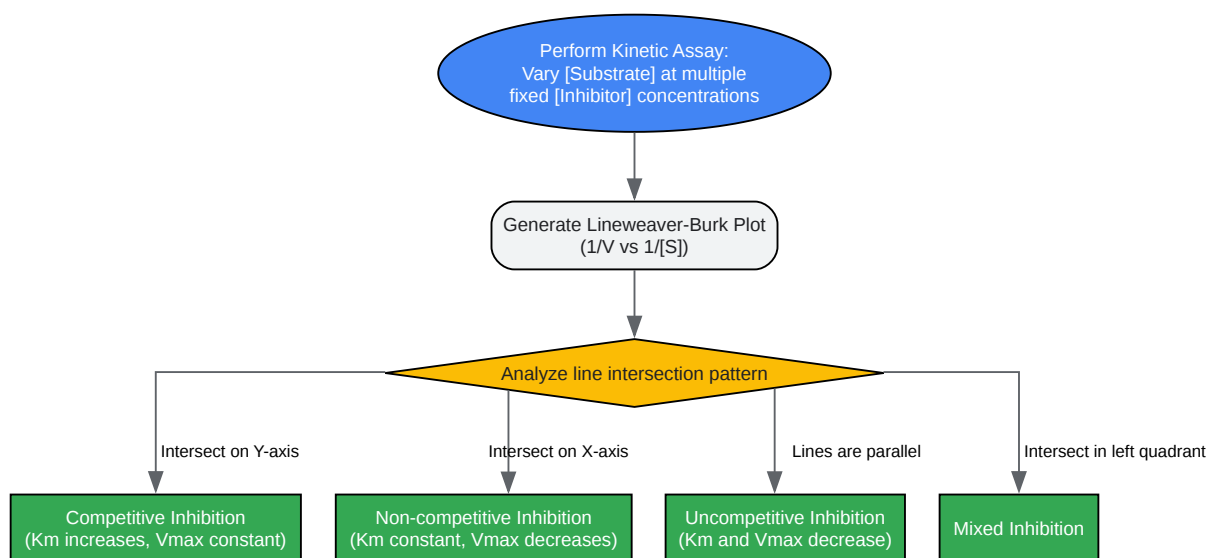 Perform Kinetic Assay:
Vary [Substrate] at multiple
fixed [Inhibitor] concentrations
Generate Lineweaver-Burk Plot
(1/V vs 1/[S])
Analyze line intersection pattern
Intersect on Y-axis
Intersect on X-axis
Lines are parallel
Intersect in left quadrant
Competitive Inhibition
(Km increases, Vmax constant)
Non-competitive Inhibition
(Km constant, Vmax decreases)
Uncompetitive Inhibition
(Km and Vmax decrease)
Mixed Inhibition